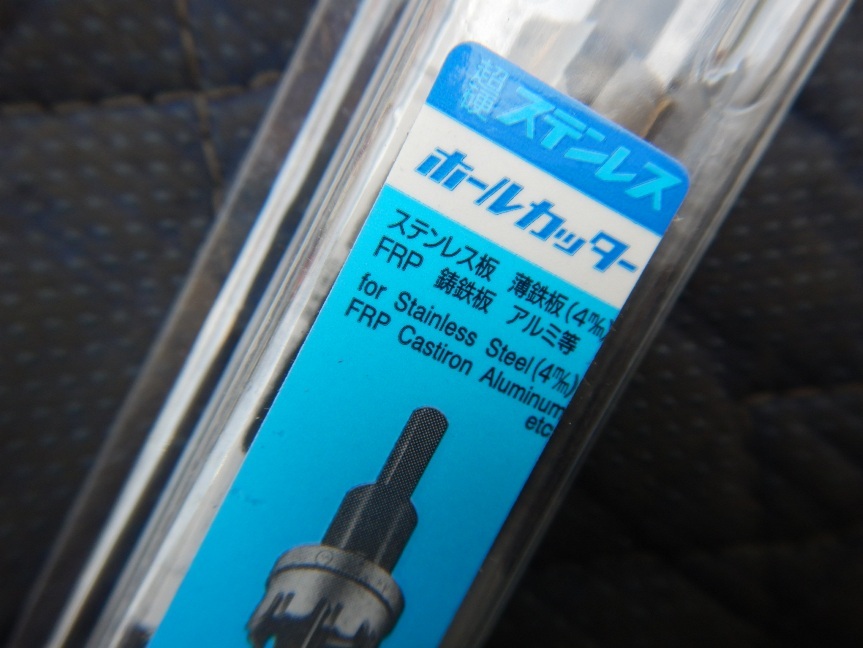 超硬 ステンレス
ホールカッター
ステンレス板 薄鉄板(4㎜)
FRP 鋳鉄板 アルミ等
for Stainless Steel(4㎜)
FRP Castiron Aluminum
etc